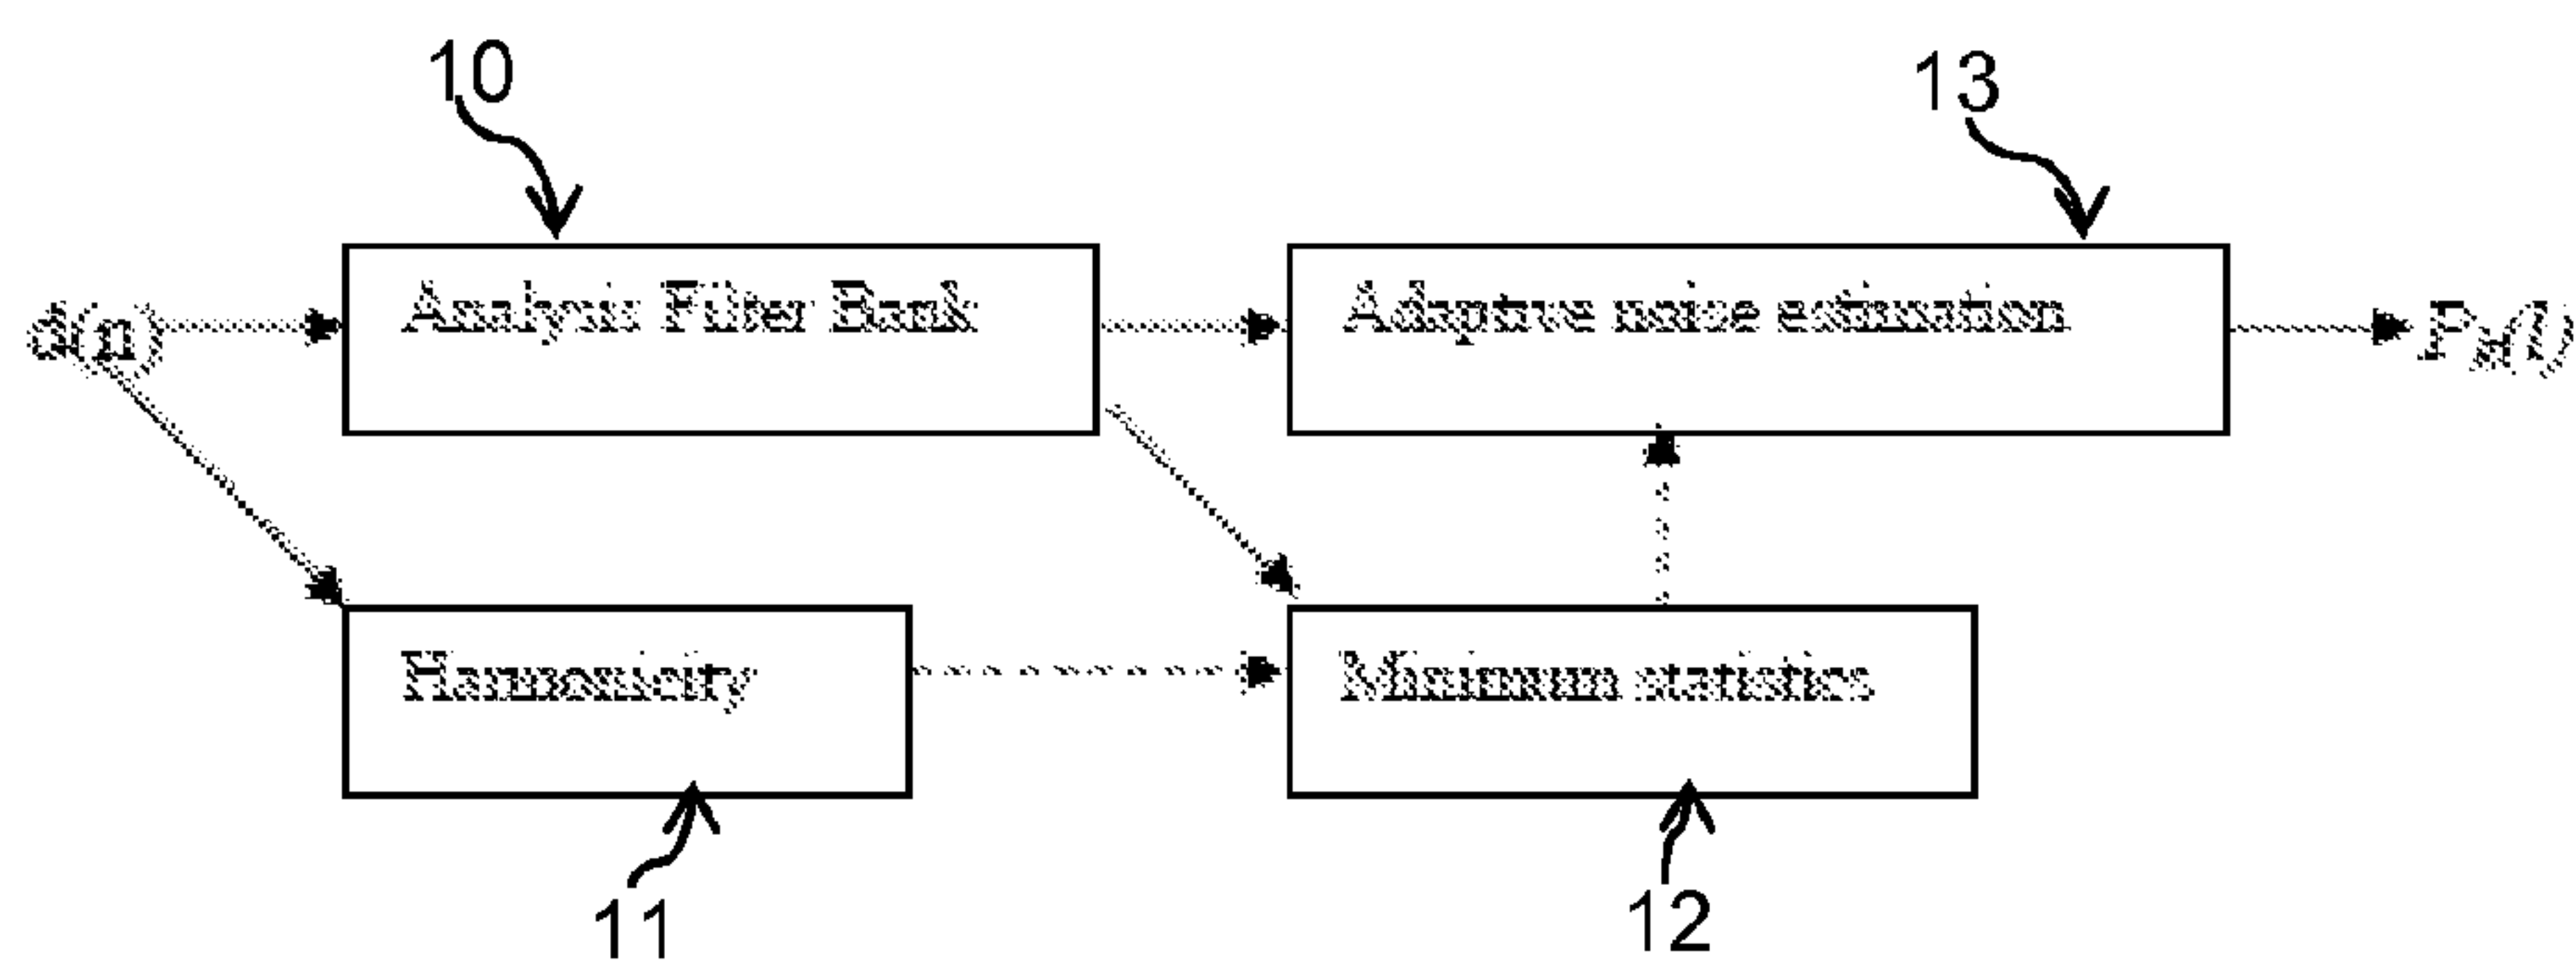 10
13
d(n)
Analysis Filter Bank
Adaptive noise estimation
Harmonicity
Minimum statistics
11
12